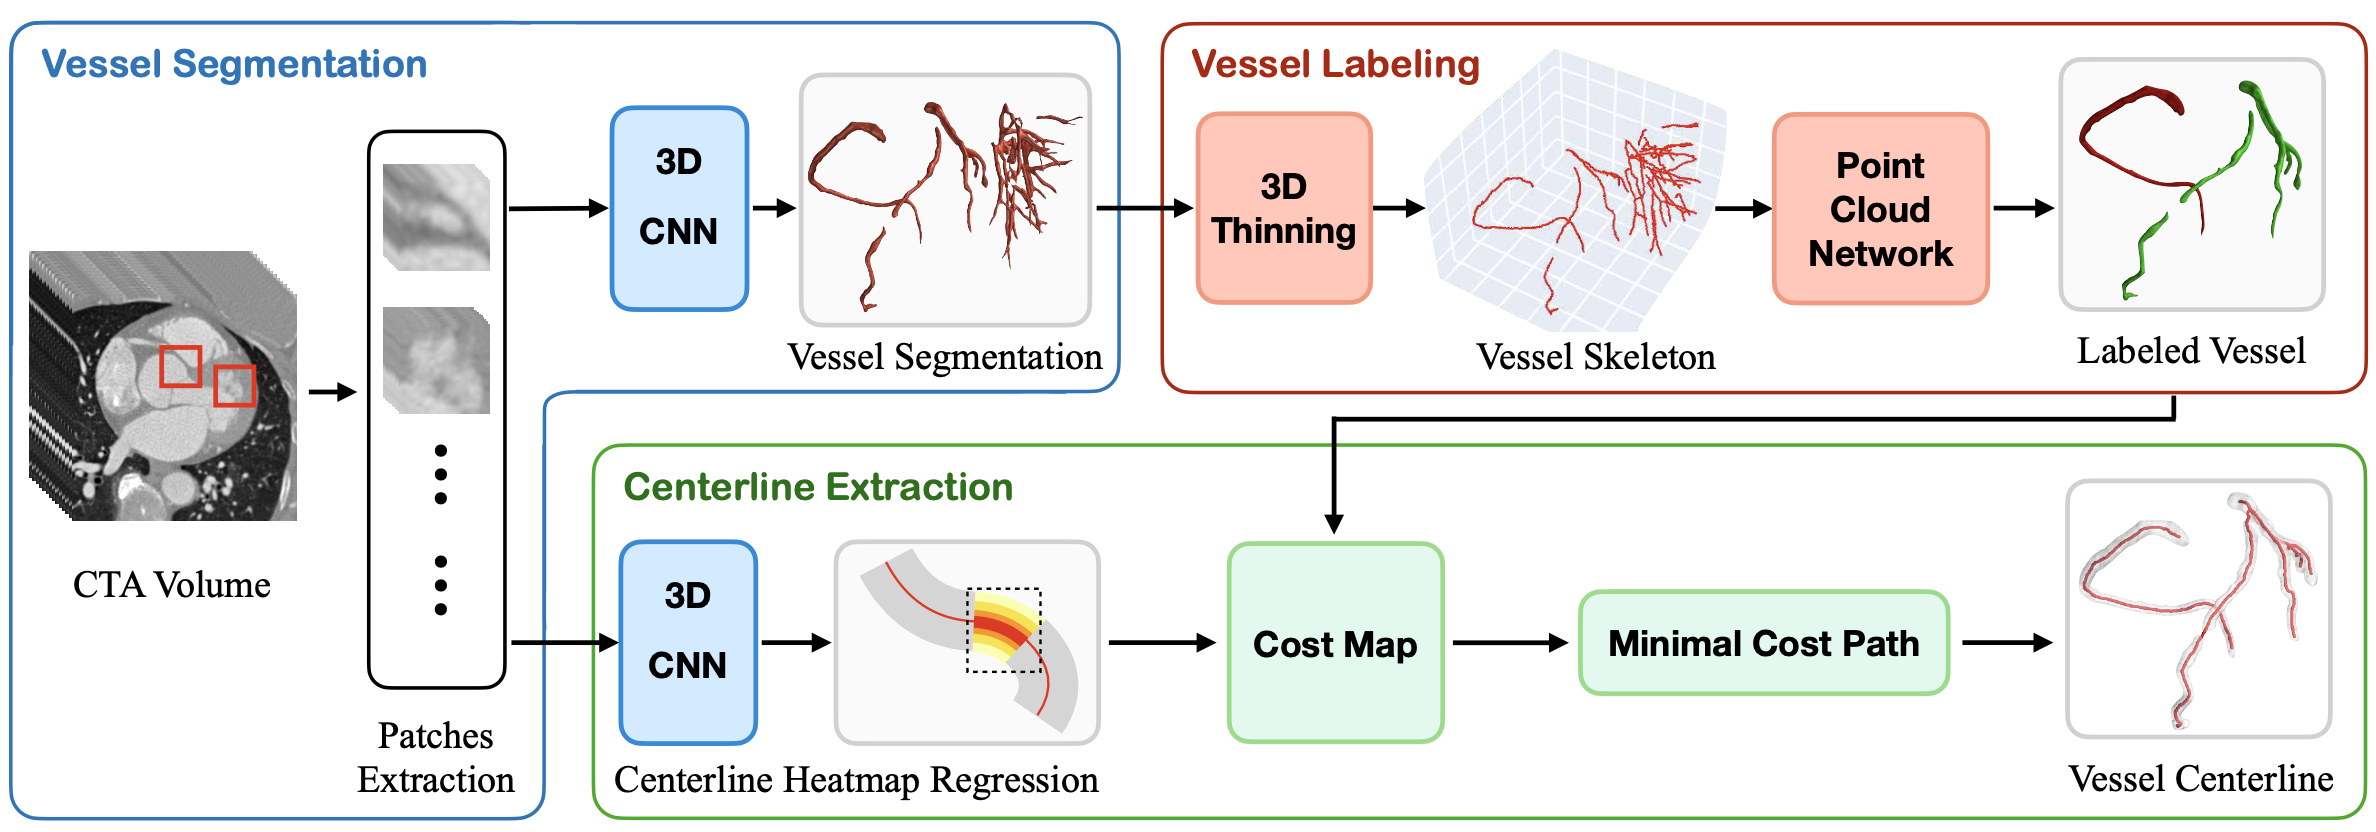 Vessel Segmentation
3D
CNN
Vessel Segmentation
CTA Volume
Patches
Extraction
Vessel Labeling
3D
Thinning
Vessel Skeleton
Point
Cloud
Network
Labeled Vessel
Centerline Extraction
3D
CNN
Centerline Heatmap Regression
Cost Map
Minimal Cost Path
Vessel Centerline